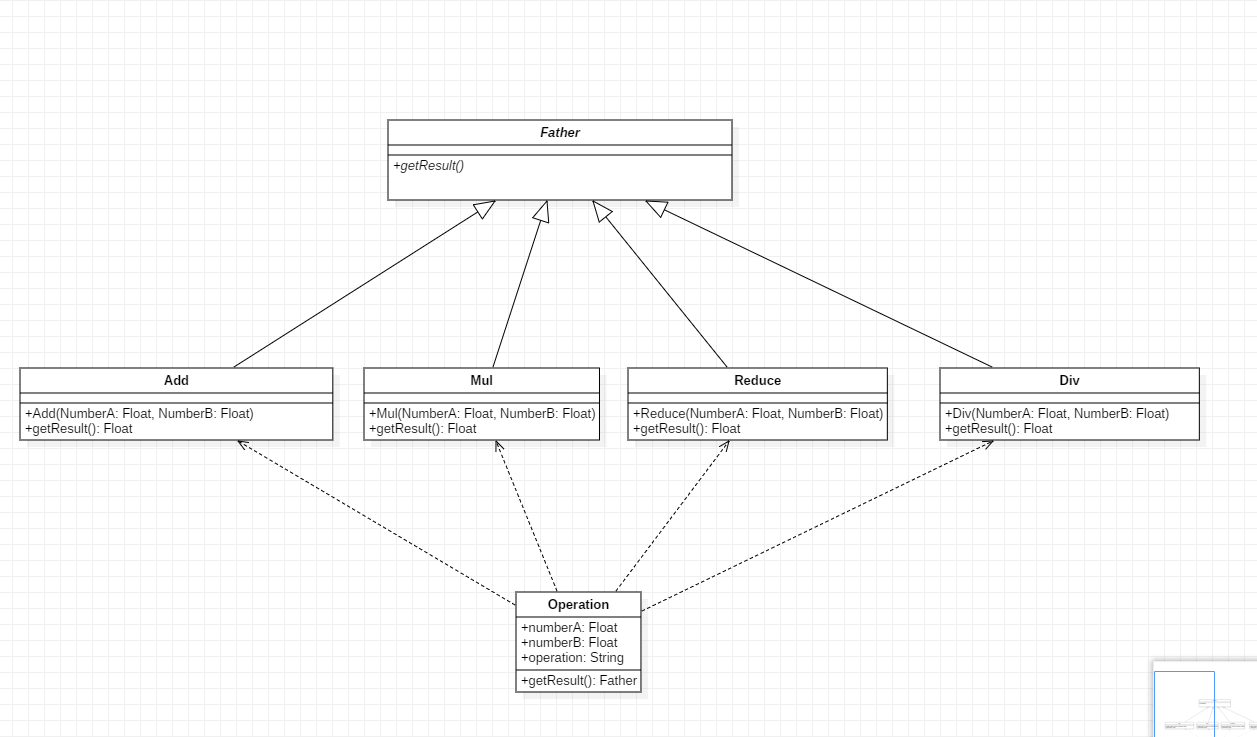 Father
+getResult()
Add
+Add(NumberA: Float, NumberB: Float)
+getResult(): Float
Mul
+Mul(NumberA: Float, NumberB: Float)
+getResult(): Float
Reduce
+Reduce(NumberA: Float, NumberB: Float)
+getResult(): Float
Div
+Div(NumberA: Float, NumberB: Float)
+getResult(): Float
Operation
+numberA: Float
+numberB: Float
+operation: String
+getResult(): Father